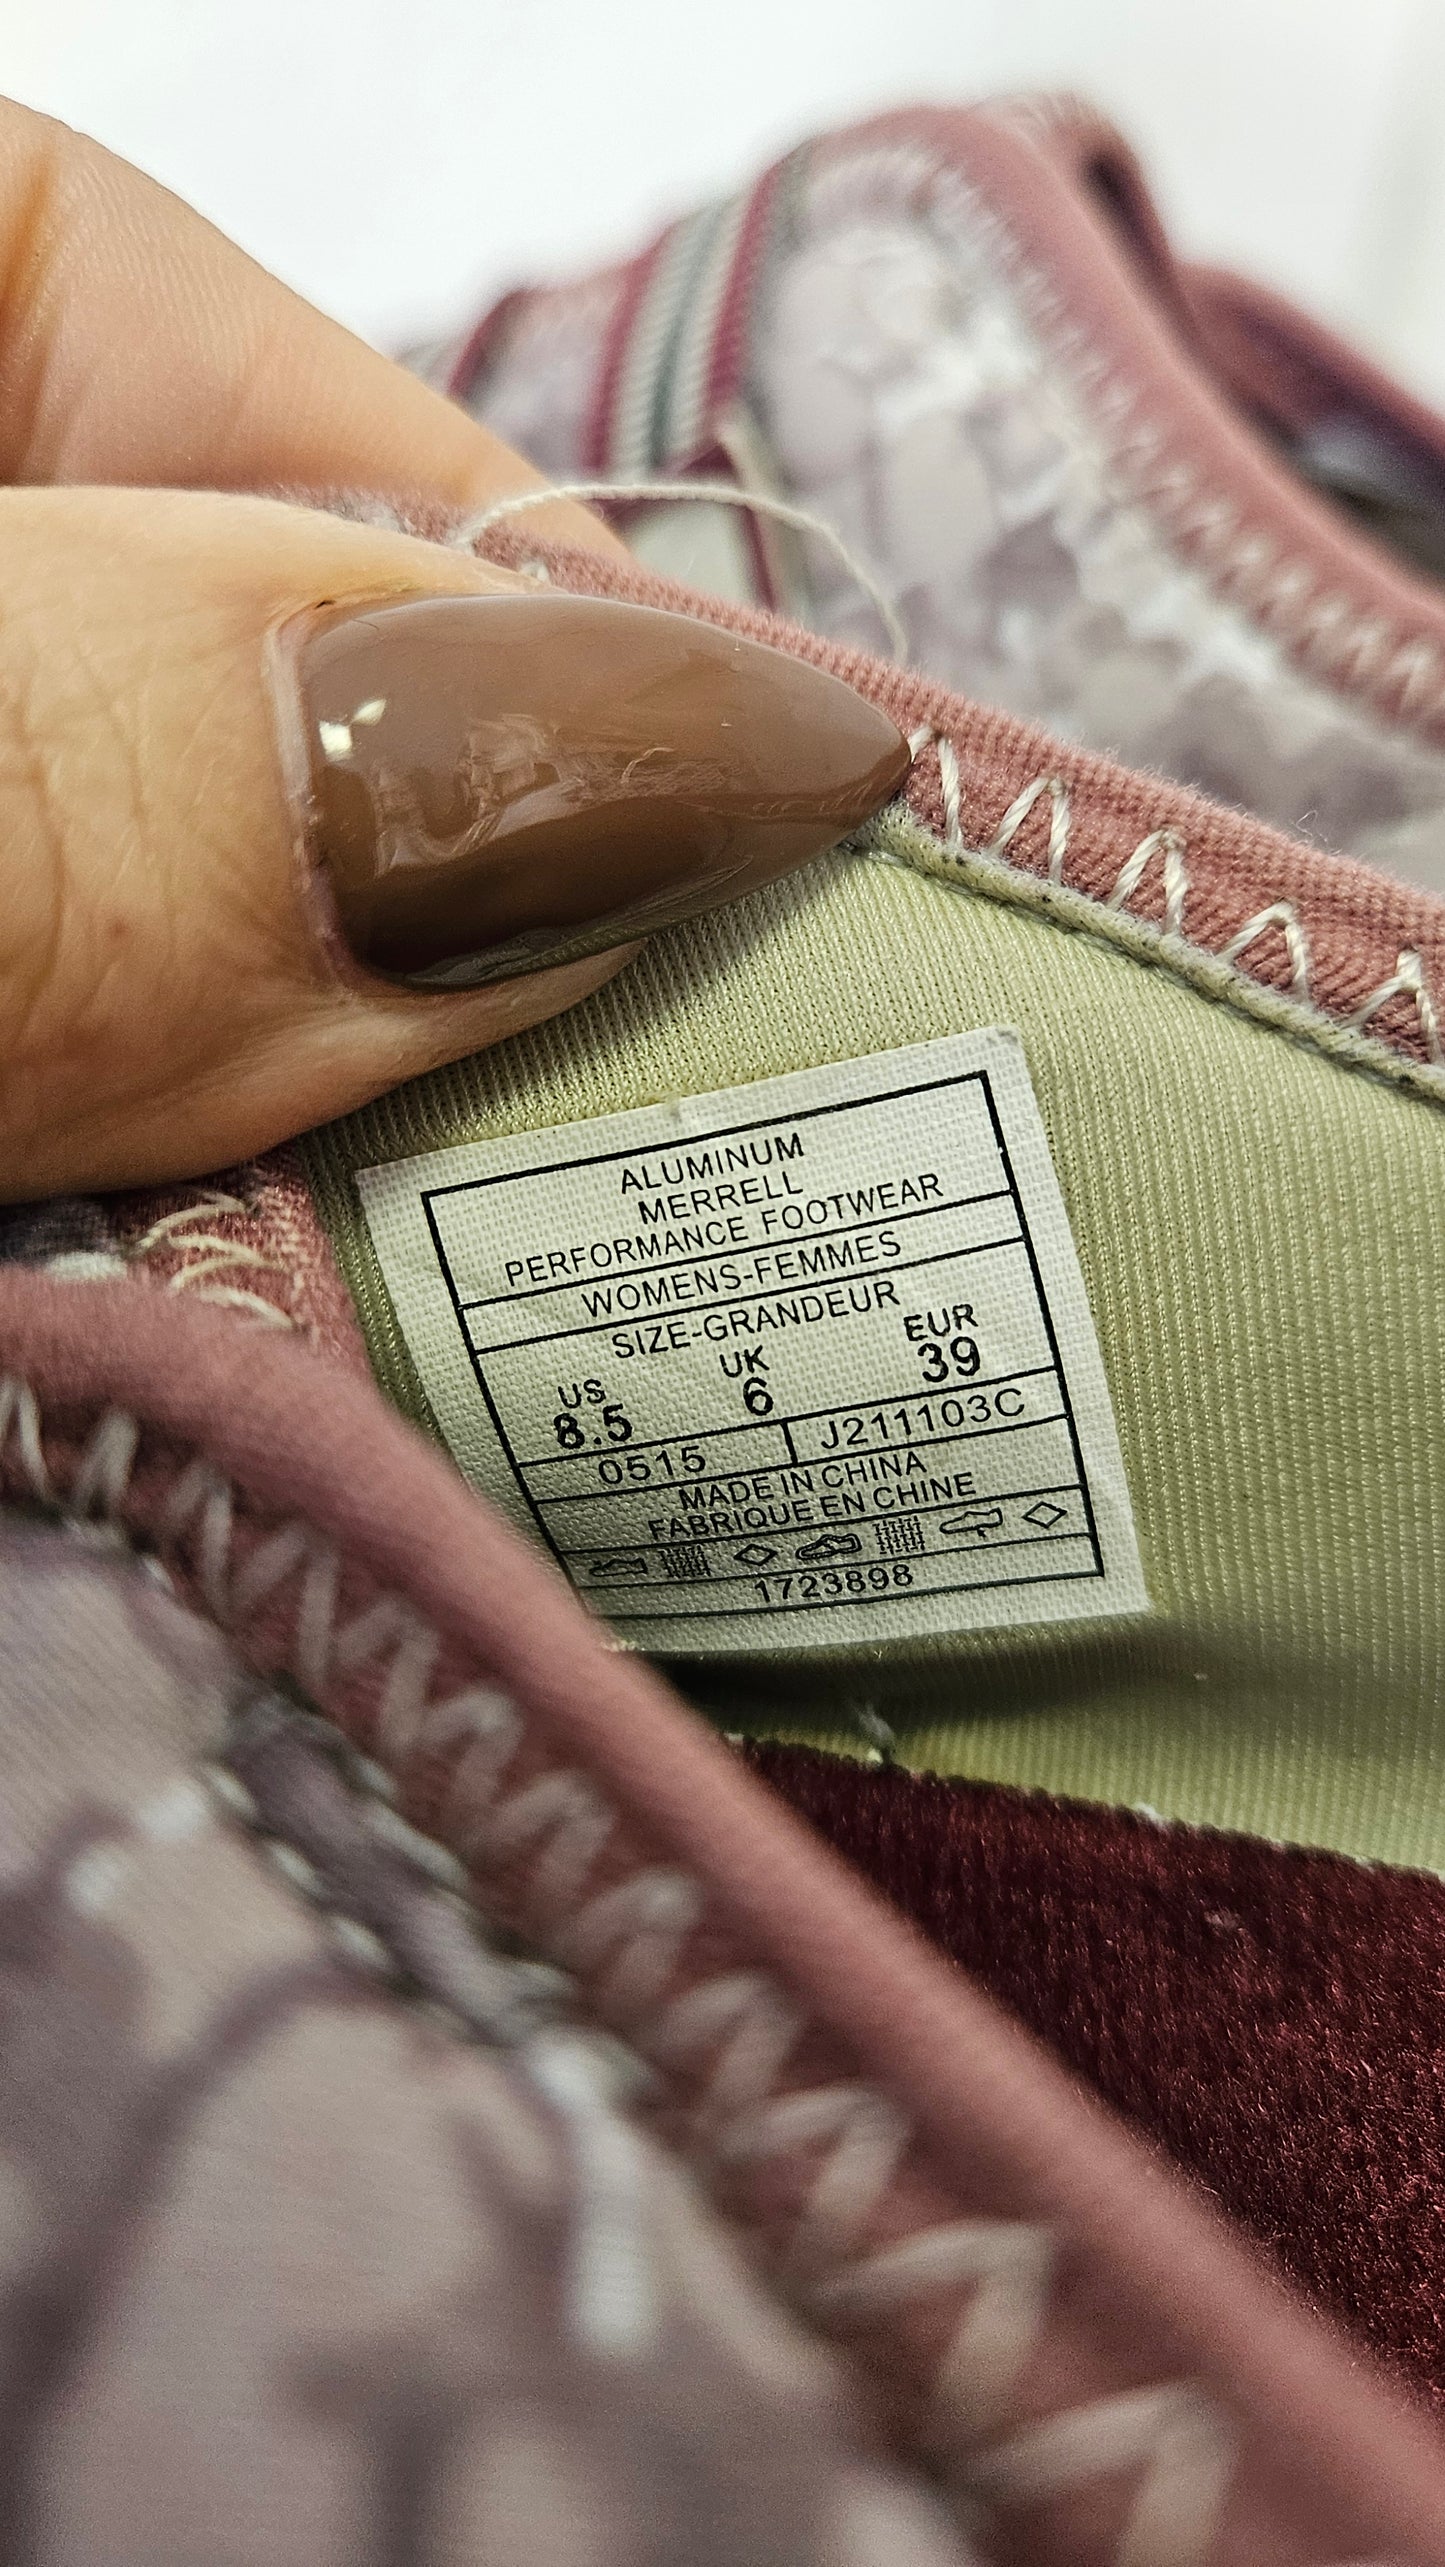 ALUMINUM
MERRELL
PERFORMANCE FOOTWEAR
WOMENS-FEMMES
SIZE-GRANDEUR
US UK EUR
8.5 6 39
0515 J211103C
MADE IN CHINA
FABRIQUE EN CHINE
1723898